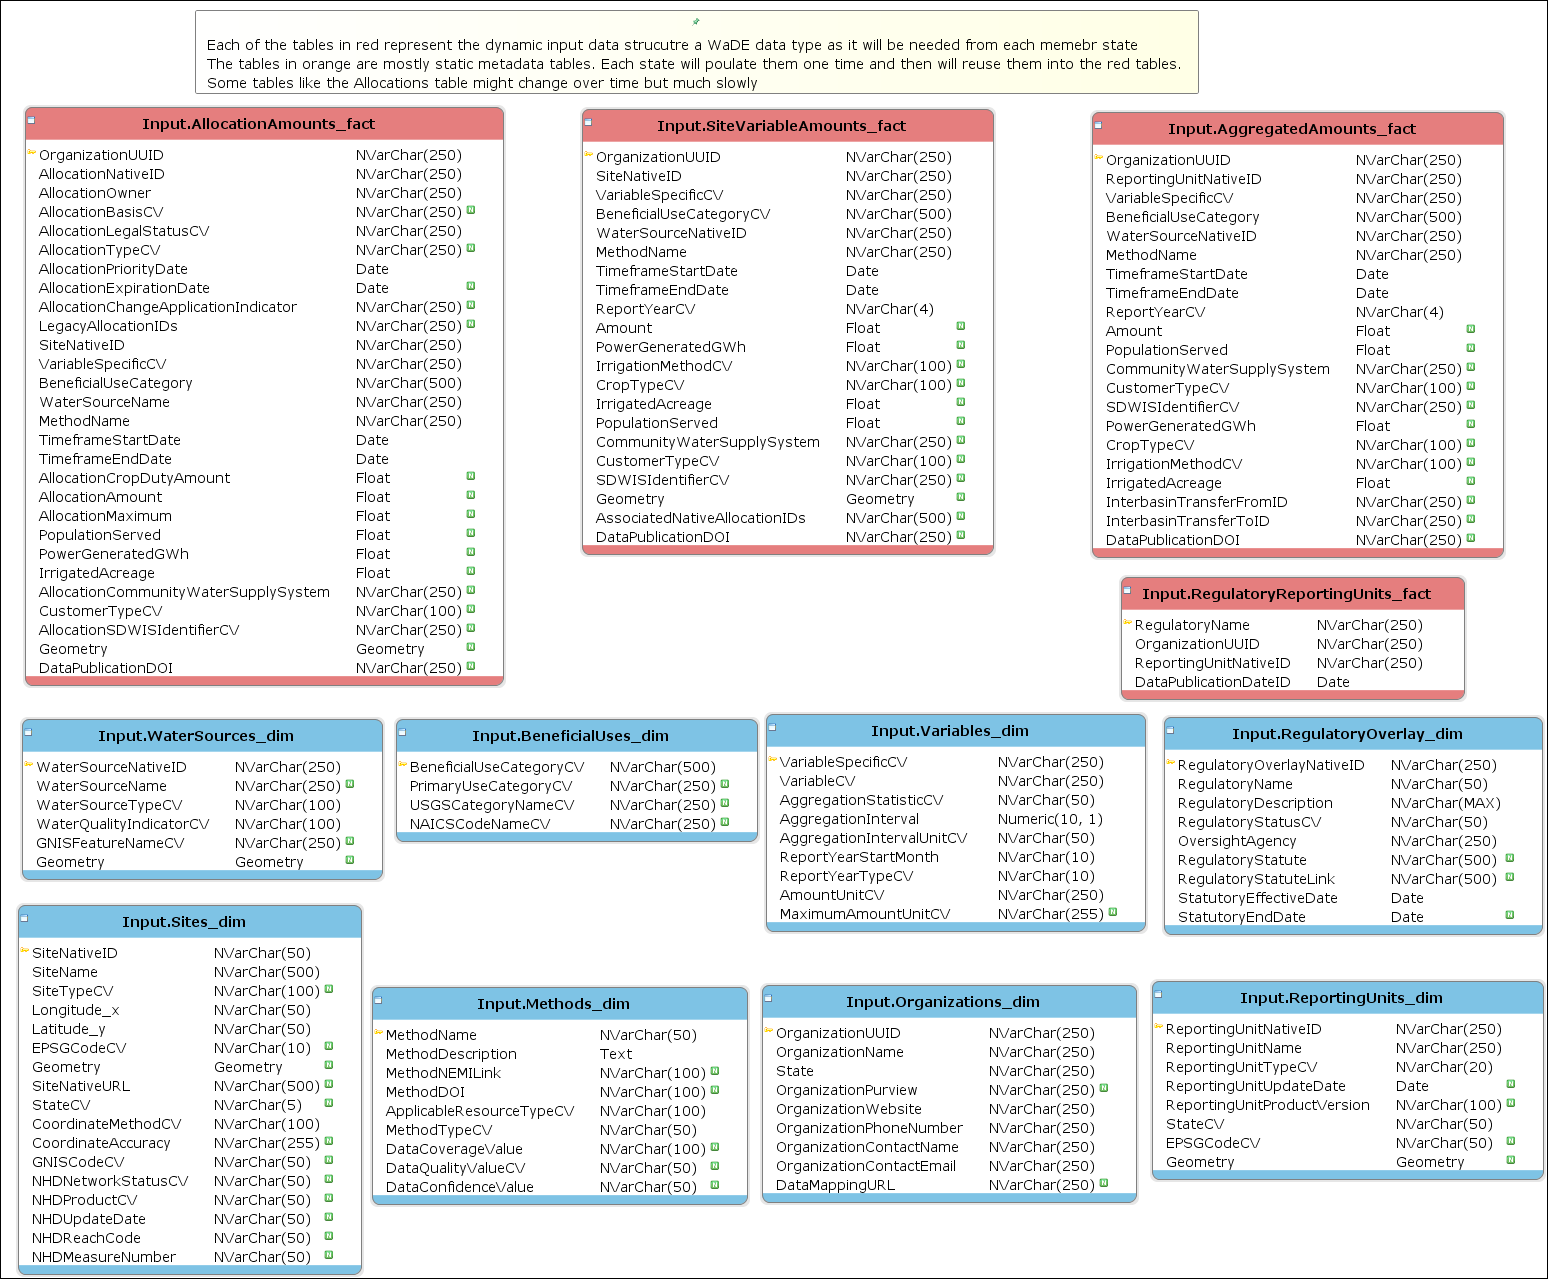 Each of the tables in red represent the dynamic input data strucutre a WaDE data type as it will be needed from each memebr state
The tables in orange are mostly static metadata tables. Each state will poulate them one time and then will reuse them into the red tables.
Some tables like the Allocations table might change over time but much slowly
Input.AllocationAmounts_fact
OrganizationUUID NVarChar(250)
AllocationNativeID NVarChar(250)
AllocationOwner NVarChar(250)
AllocationBasisCV NVarChar(250) N
AllocationLegalStatusCV NVarChar(250)
AllocationTypeCV NVarChar(250) N
AllocationPriorityDate Date
AllocationExpirationDate Date N
AllocationChangeApplicationIndicator NVarChar(250) N
LegacyAllocationIDs NVarChar(250) N
SiteNativeID NVarChar(250)
VariableSpecificCV NVarChar(250)
BeneficialUseCategory NVarChar(500)
WaterSourceName NVarChar(250)
MethodName NVarChar(250)
TimeframeStartDate Date
TimeframeEndDate Date
AllocationCropDutyAmount Float N
AllocationAmount Float N
AllocationMaximum Float N
PopulationServed Float N
PowerGeneratedGWh Float N
IrrigatedAcreage Float N
AllocationCommunityWaterSupplySystem NVarChar(250) N
CustomerTypeCV NVarChar(100) N
AllocationSDWISIdentifierCV NVarChar(250) N
Geometry Geometry N
DataPublicationDOI NVarChar(250) N
Input.SiteVariableAmounts_fact
OrganizationUUID NVarChar(250)
SiteNativeID NVarChar(250)
VariableSpecificCV NVarChar(250)
BeneficialUseCategoryCV NVarChar(500)
WaterSourceNativeID NVarChar(250)
MethodName NVarChar(250)
TimeframeStartDate Date
TimeframeEndDate Date
ReportYearCV NVarChar(4)
Amount Float N
PowerGeneratedGWh Float N
IrrigationMethodCV NVarChar(100) N
CropTypeCV NVarChar(100) N
IrrigatedAcreage Float N
PopulationServed Float N
CommunityWaterSupplySystem NVarChar(250) N
CustomerTypeCV NVarChar(100) N
SDWISIdentifierCV NVarChar(250) N
Geometry Geometry N
AssociatedNativeAllocationIDs NVarChar(500) N
DataPublicationDOI NVarChar(250) N
Input.AggregatedAmounts_fact
OrganizationUUID NVarChar(250)
ReportingUnitNativeID NVarChar(250)
VariableSpecificCV NVarChar(250)
BeneficialUseCategory NVarChar(500)
WaterSourceNativeID NVarChar(250)
MethodName NVarChar(250)
TimeframeStartDate Date
TimeframeEndDate Date
ReportYearCV NVarChar(4)
Amount Float N
PopulationServed Float N
CommunityWaterSupplySystem NVarChar(250) N
CustomerTypeCV NVarChar(100) N
SDWISIdentifierCV NVarChar(250) N
PowerGeneratedGWh Float N
CropTypeCV NVarChar(100) N
IrrigationMethodCV NVarChar(100) N
IrrigatedAcreage Float N
InterbasinTransferFromID NVarChar(250) N
InterbasinTransferToID NVarChar(250) N
DataPublicationDOI NVarChar(250) N
Input.RegulatoryReportingUnits_fact
RegulatoryName NVarChar(250)
OrganizationUUID NVarChar(250)
ReportingUnitNativeID NVarChar(250)
DataPublicationDateID Date
Input.WaterSources_dim
WaterSourceNativeID NVarChar(250)
WaterSourceName NVarChar(250) N
WaterSourceTypeCV NVarChar(100)
WaterQualityIndicatorCV NVarChar(100)
GNISFeatureNameCV NVarChar(250) N
Geometry Geometry N
Input.BeneficialUses_dim
BeneficialUseCategoryCV NVarChar(500)
PrimaryUseCategoryCV NVarChar(250) N
USGSCategoryNameCV NVarChar(250) N
NAICSCodeNameCV NVarChar(250) N
Input.Variables_dim
VariableSpecificCV NVarChar(250)
VariableCV NVarChar(250)
AggregationStatisticCV NVarChar(50)
AggregationInterval Numeric(10, 1)
AggregationIntervalUnitCV NVarChar(50)
ReportYearStartMonth NVarChar(10)
ReportYearTypeCV NVarChar(10)
AmountUnitCV NVarChar(250)
MaximumAmountUnitCV NVarChar(255) N
Input.RegulatoryOverlay_dim
RegulatoryOverlayNativeID NVarChar(250)
RegulatoryName NVarChar(50)
RegulatoryDescription NVarChar(MAX)
RegulatoryStatusCV NVarChar(50)
OversightAgency NVarChar(250)
RegulatoryStatute NVarChar(500) N
RegulatoryStatuteLink NVarChar(500) N
StatutoryEffectiveDate Date
StatutoryEndDate Date N
Input.Sites_dim
SiteNativeID NVarChar(50)
SiteName NVarChar(500)
SiteTypeCV NVarChar(100) N
Longitude_x NVarChar(50)
Latitude_y NVarChar(50)
EPSGCodeCV NVarChar(10) N
Geometry Geometry N
SiteNativeURL NVarChar(500) N
StateCV NVarChar(5) N
CoordinateMethodCV NVarChar(100)
CoordinateAccuracy NVarChar(255) N
GNISCodeCV NVarChar(50) N
NHDNetworkStatusCV NVarChar(50) N
NHDProductCV NVarChar(50) N
NHDUpdateDate NVarChar(50) N
NHDReachCode NVarChar(50) N
NHDMeasureNumber NVarChar(50) N
Input.Methods_dim
MethodName NVarChar(50)
MethodDescription Text
MethodNEMILink NVarChar(100) N
MethodDOI NVarChar(100) N
ApplicableResourceTypeCV NVarChar(100)
MethodTypeCV NVarChar(50)
DataCoverageValue NVarChar(100) N
DataQualityValueCV NVarChar(50) N
DataConfidenceValue NVarChar(50) N
Input.Organizations_dim
OrganizationUUID NVarChar(250)
OrganizationName NVarChar(250)
State NVarChar(250)
OrganizationPurview NVarChar(250) N
OrganizationWebsite NVarChar(250)
OrganizationPhoneNumber NVarChar(250)
OrganizationContactName NVarChar(250)
OrganizationContactEmail NVarChar(250)
DataMappingURL NVarChar(250) N
Input.ReportingUnits_dim
ReportingUnitNativeID NVarChar(250)
ReportingUnitName NVarChar(250)
ReportingUnitTypeCV NVarChar(20)
ReportingUnitUpdateDate Date N
ReportingUnitProductVersion NVarChar(100) N
StateCV NVarChar(50)
EPSGCodeCV NVarChar(50) N
Geometry Geometry N